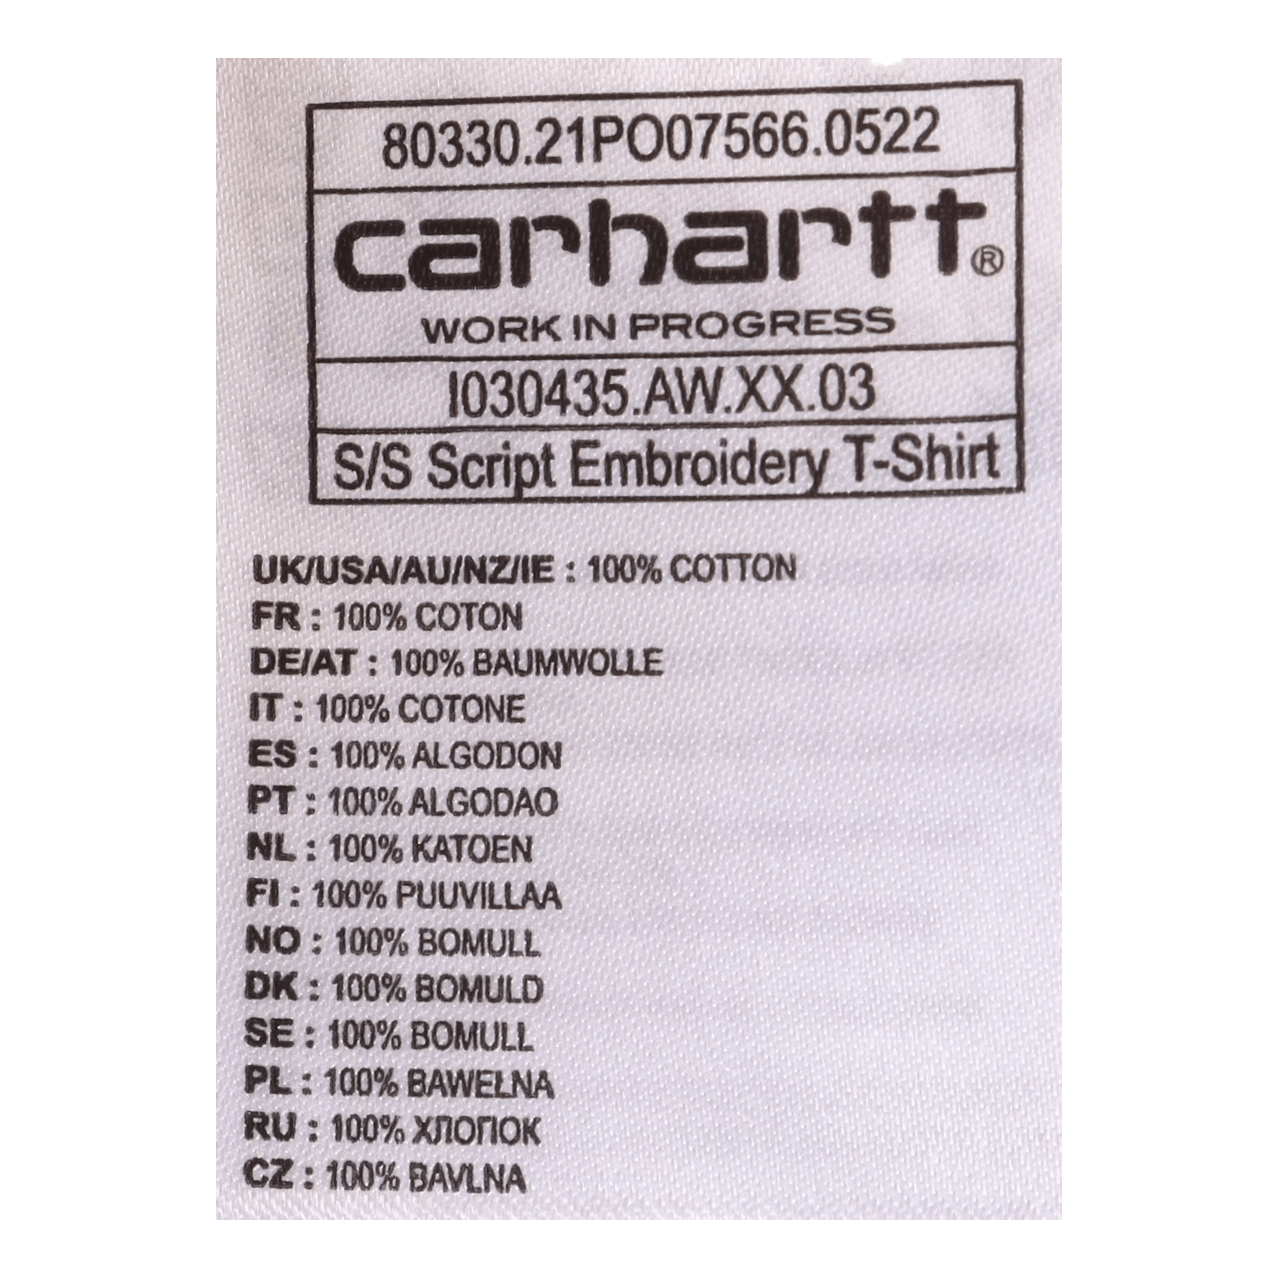 80330.21PO07566.0522
carhartt®
WORK IN PROGRESS
I030435.AW.XX.03
S/S Script Embroidery T-Shirt
UK/USA/AU/NZ/IE : 100% COTTON
FR : 100% COTON
DE/AT : 100% BAUMWOLLE
IT : 100% COTONE
ES : 100% ALGODON
PT : 100% ALGODAO
NL : 100% KATOEN
FI : 100% PUUVILLAA
NO : 100% BOMULL
DK : 100% BOMULD
SE : 100% BOMULL
PL : 100% BAWEŁNA
RU : 100% ХЛОПОК
CZ : 100% BAVLNA